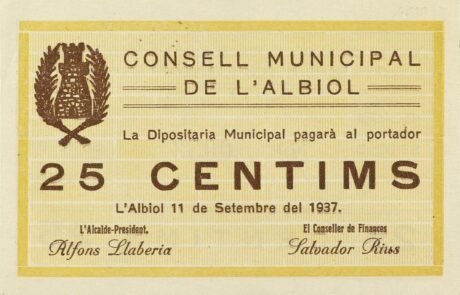 CONSELL MUNICIPAL
DE L'ALBIOL
La Dipositaria Municipal pagarà al portador
25 CENTIMS
L'Albiol 11 de Setembre del 1937.
L'Alcalde-President. El Conseller de Finances
Alfons Llaberia Salvador Rius